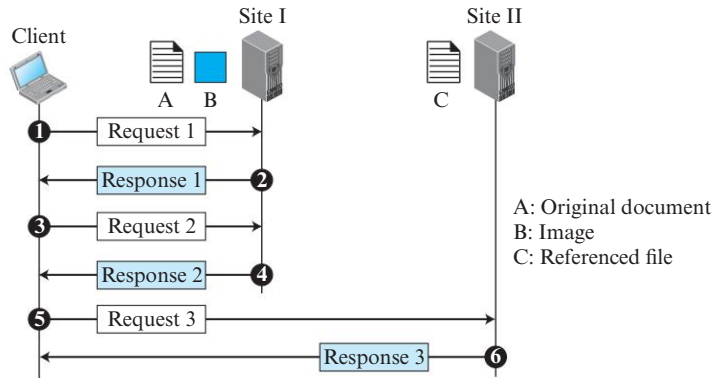 Site I
Site II
Client
A
B
C
1
Request 1
Response 1
2
3
Request 2
Response 2
4
5
Request 3
Response 3
6
A: Original document
B: Image
C: Referenced file